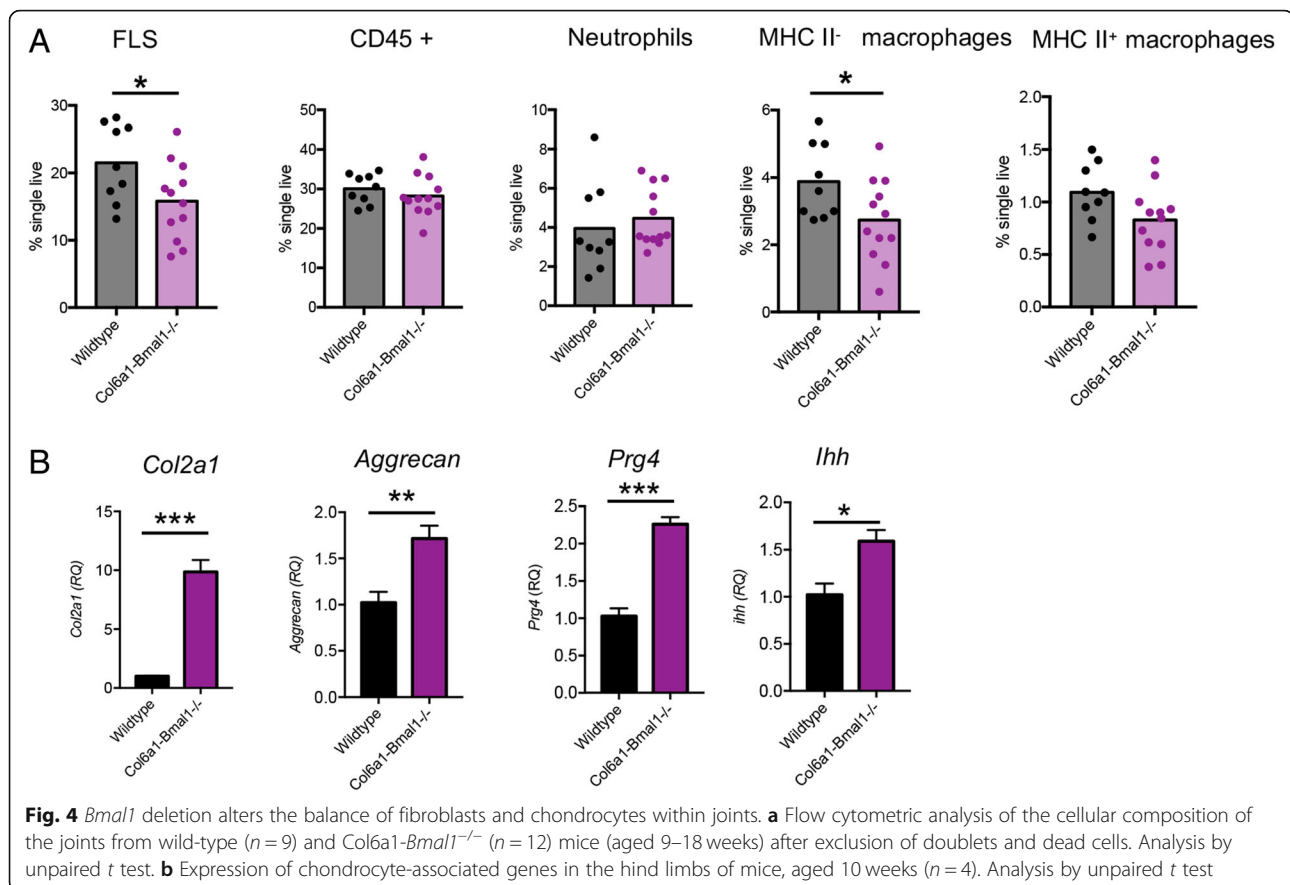 A
FLS
CD45 +
Neutrophils
MHC II- macrophages
MHC II+ macrophages
*
*
% single live
30
20
10
0
Wildtype
Col6a1-Bmal1-/-
% single live
50
40
30
20
10
0
Wildtype
Col6a1-Bmal1-/-
% single live
10
8
6
4
2
0
Wildtype
Col6a1-Bmal1-/-
% single live
6
4
2
0
Wildtype
Col6a1-Bmal1-/-
% single live
2.0
1.5
1.0
0.5
0.0
Wildtype
Col6a1-Bmal1-/-
B
Col2a1
Aggrecan
Prg4
Ihh
***
**
***
*
Col2a1 (RQ)
15
10
5
0
Wildtype
Col6a1-Bmal1-/-
Aggrecan (RQ)
2.0
1.5
1.0
0.5
0.0
Wildtype
Col6a1-Bmal1-/-
Prg4 (RQ)
2.5
2.0
1.5
1.0
0.5
0.0
Wildtype
Col6a1-Bmal1-/-
ihh (RQ)
2.0
1.5
1.0
0.5
0.0
Wildtype
Col6a1-Bmal1-/-
Fig. 4 Bmal1 deletion alters the balance of fibroblasts and chondrocytes within joints. a Flow cytometric analysis of the cellular composition of
the joints from wild-type (n = 9) and Col6a1-Bmal1−/− (n = 12) mice (aged 9–18 weeks) after exclusion of doublets and dead cells. Analysis by
unpaired t test. b Expression of chondrocyte-associated genes in the hind limbs of mice, aged 10 weeks (n = 4). Analysis by unpaired t test